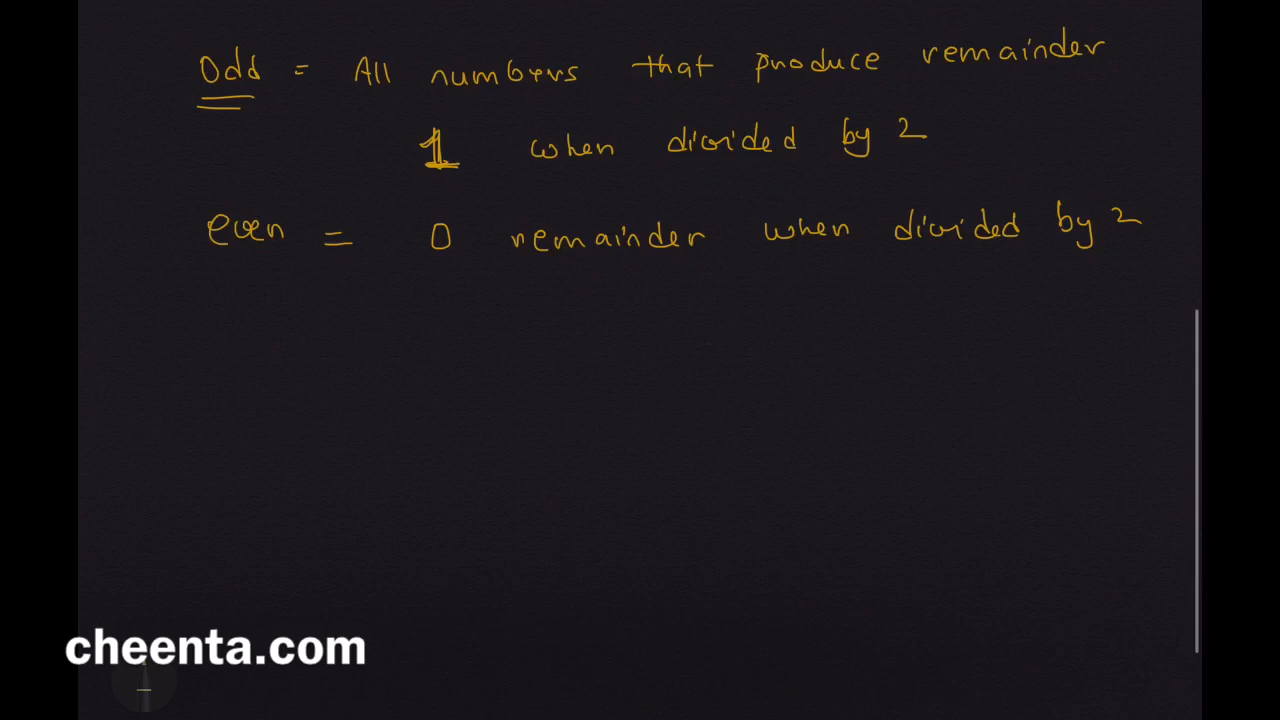 Odd = All numbers that produce remainder
1 when divided by 2
even = 0 remainder when divided by 2
cheenta.com